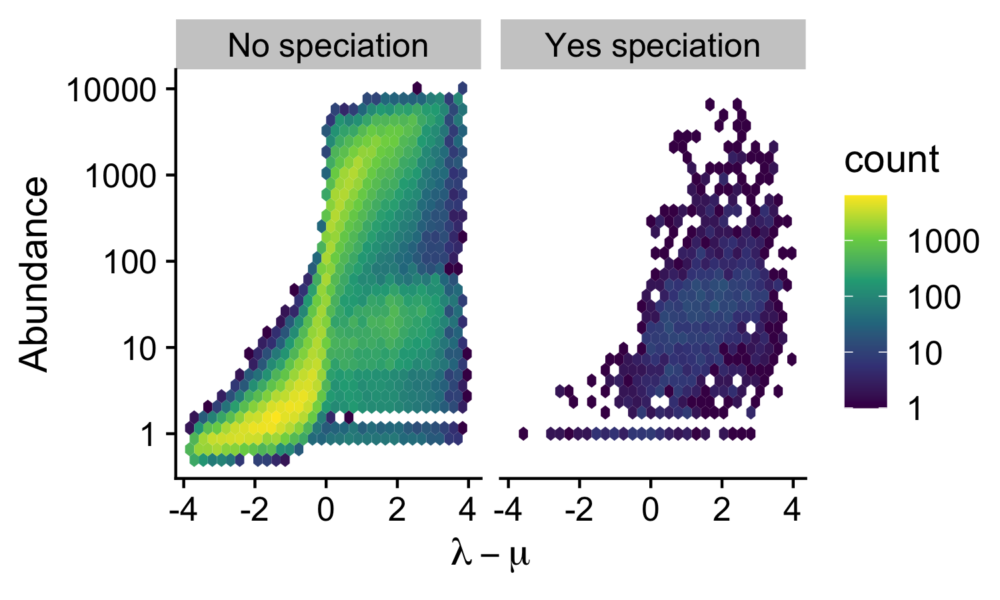 No speciation
Yes speciation
10000
1000
100
10
1
Abundance
-4 -2 0 2 4
-4 -2 0 2 4
λ – μ
count
1000
100
10
1